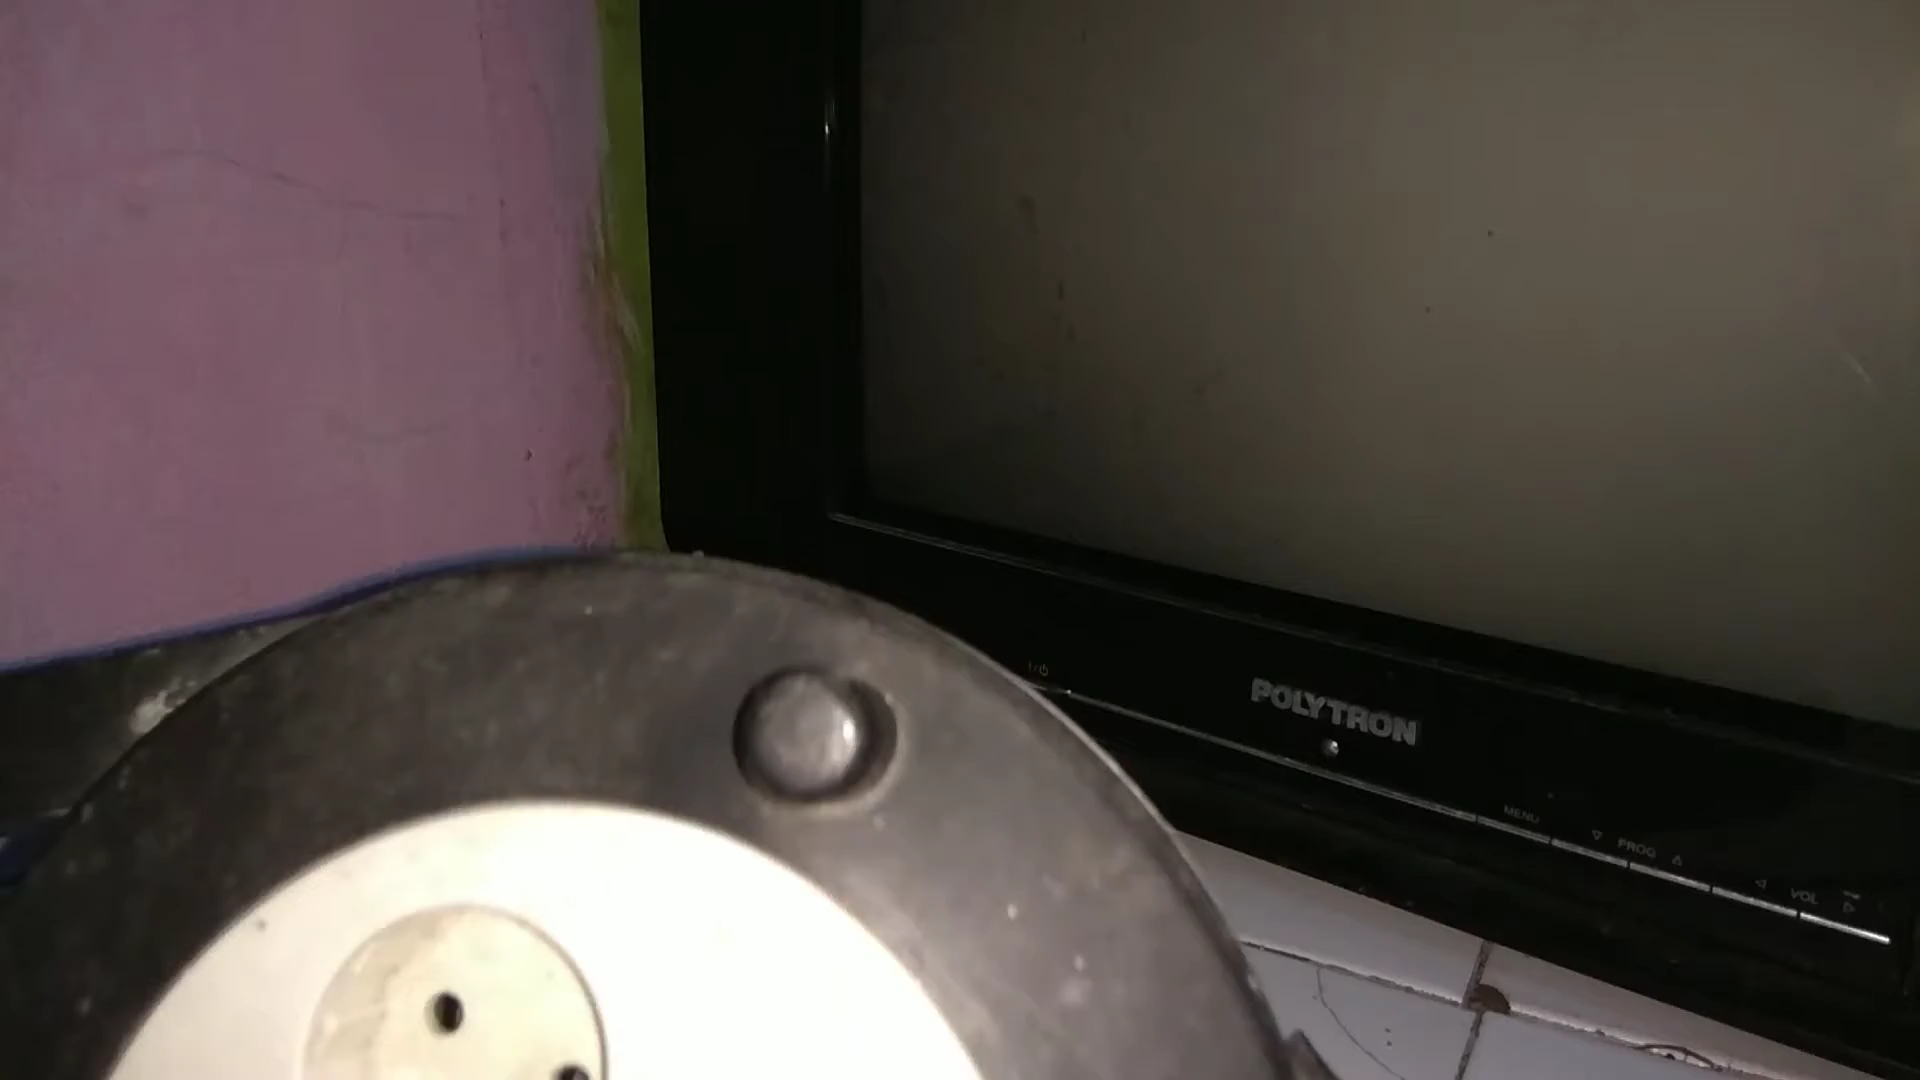 I/⏻
POLYTRON
MENU
▽ PROG △
◁ VOL ▷